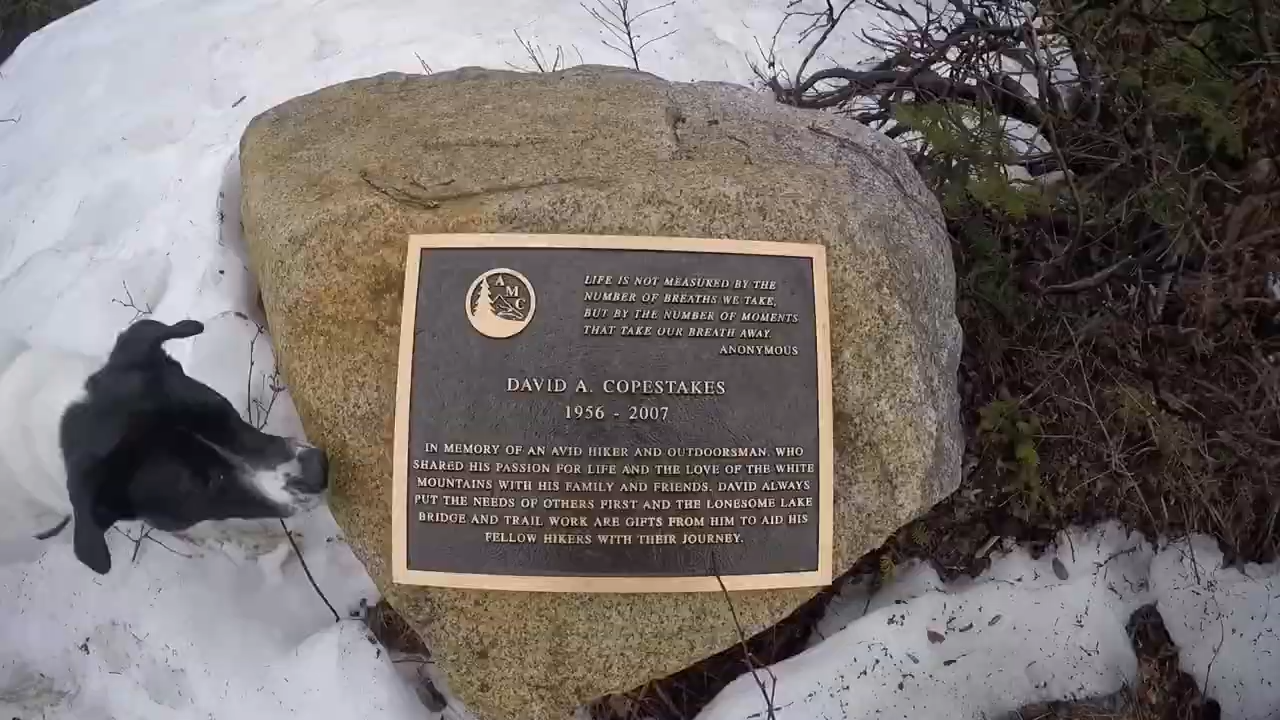 AMC
LIFE IS NOT MEASURED BY THE
NUMBER OF BREATHS WE TAKE,
BUT BY THE NUMBER OF MOMENTS
THAT TAKE OUR BREATH AWAY.
ANONYMOUS
DAVID A. COPESTAKES
1956 - 2007
IN MEMORY OF AN AVID HIKER AND OUTDOORSMAN, WHO
SHARED HIS PASSION FOR LIFE AND THE LOVE OF THE WHITE
MOUNTAINS WITH HIS FAMILY AND FRIENDS. DAVID ALWAYS
PUT THE NEEDS OF OTHERS FIRST AND THE LONESOME LAKE
BRIDGE AND TRAIL WORK ARE GIFTS FROM HIM TO AID HIS
FELLOW HIKERS WITH THEIR JOURNEY.